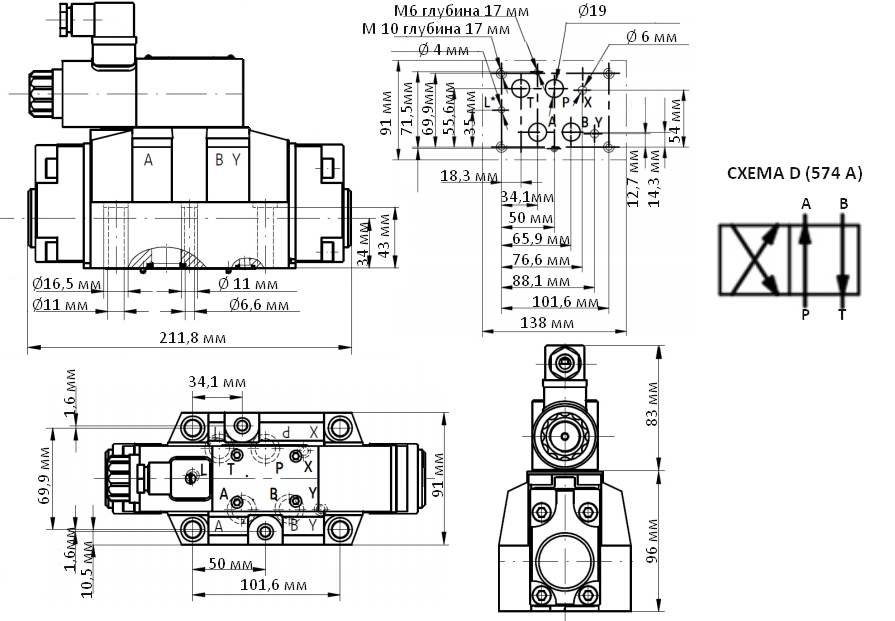 M6 глубина 17 мм
Ø19
M 10 глубина 17 мм
Ø 6 мм
Ø 4 мм
L*
T
P
X
A
B
Y
91 мм
71,5мм
69,9мм
55,6мм
35 мм
54 мм
12,7 мм
14,3 мм
18,3 мм
34,1мм
50 мм
65,9 мм
76,6 мм
88,1 мм
101,6 мм
138 мм
A
B Y
34 мм
43 мм
Ø16,5 мм
Ø 11 мм
Ø11 мм
Ø6,6 мм
211,8 мм
СХЕМА D (574 A)
A
B
P
T
34,1 мм
1,6 мм
69,9 мм
1,6мм
10,5 мм
P
X
L
T
P
X
A
B
Y
A
B
Y
91 мм
50 мм
101,6 мм
83 мм
96 мм